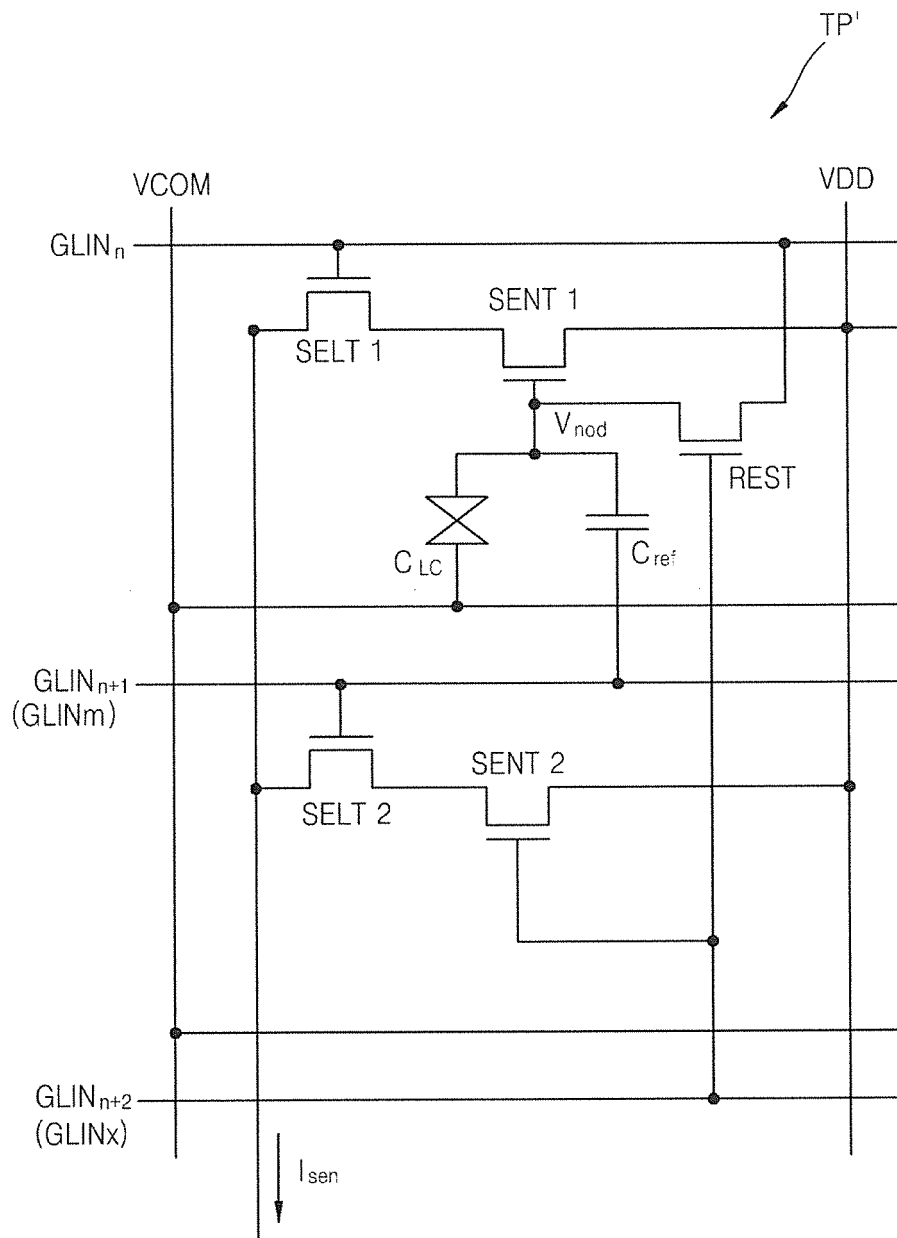 TP'
VCOM
VDD
GLINn
SENT 1
SELT 1
Vnod
REST
CLC
Cref
GLINn+1
(GLINm)
SENT 2
SELT 2
GLINn+2
(GLINx)
Isen